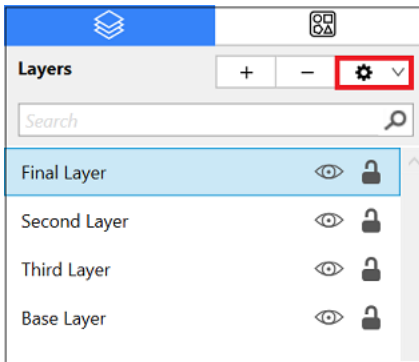 Layers
Search
Final Layer
Second Layer
Third Layer
Base Layer